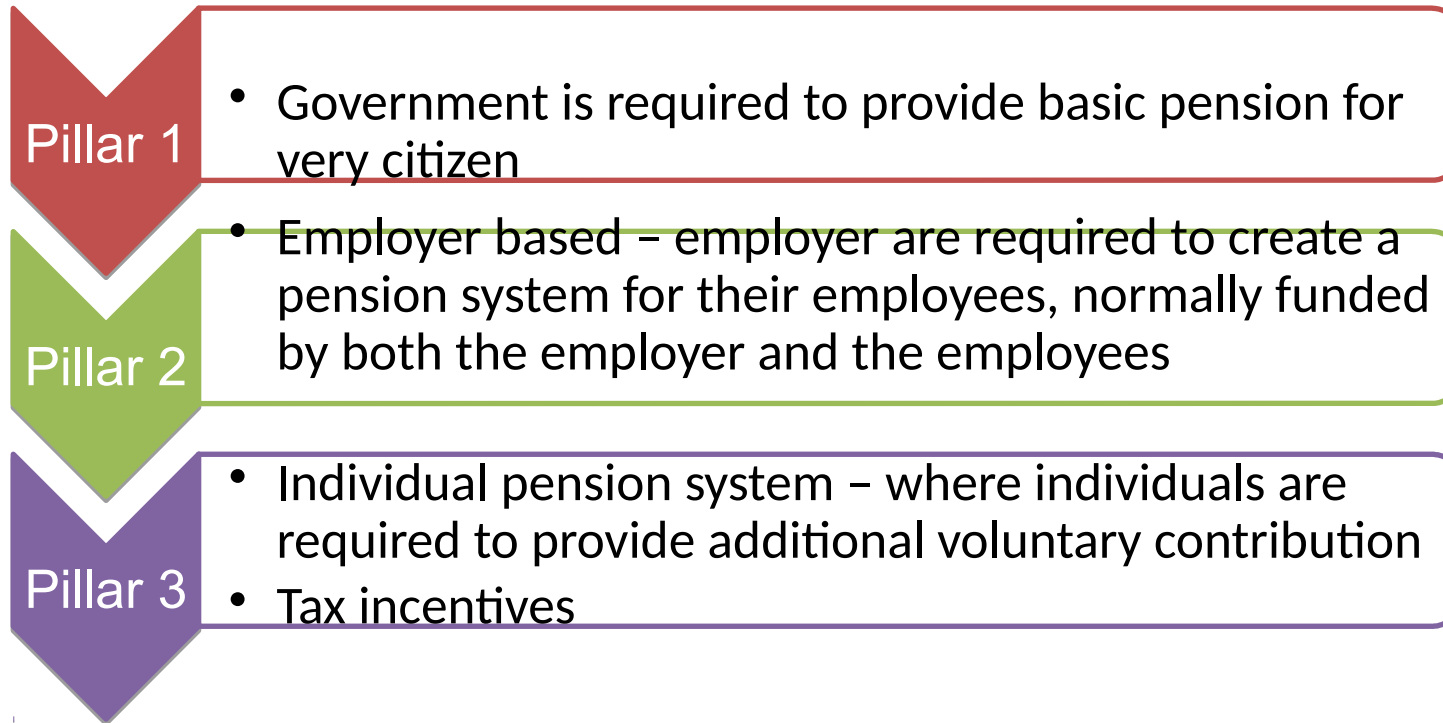 Pillar 1
• Government is required to provide basic pension for
very citizen
Pillar 2
• Employer based – employer are required to create a
pension system for their employees, normally funded
by both the employer and the employees
Pillar 3
• Individual pension system – where individuals are
required to provide additional voluntary contribution
• Tax incentives